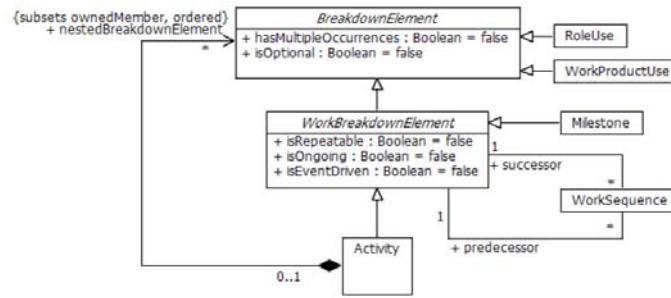 {subsets ownedMember, ordered}
+ nestedBreakdownElement
*
BreakdownElement
+ hasMultipleOccurrences : Boolean = false
+ isOptional : Boolean = false
RoleUse
WorkProductUse
WorkBreakdownElement
+ isRepeatable : Boolean = false
+ isOngoing : Boolean = false
+ isEventDriven : Boolean = false
Milestone
1
+ successor
*
WorkSequence
*
1
+ predecessor
Activity
0..1